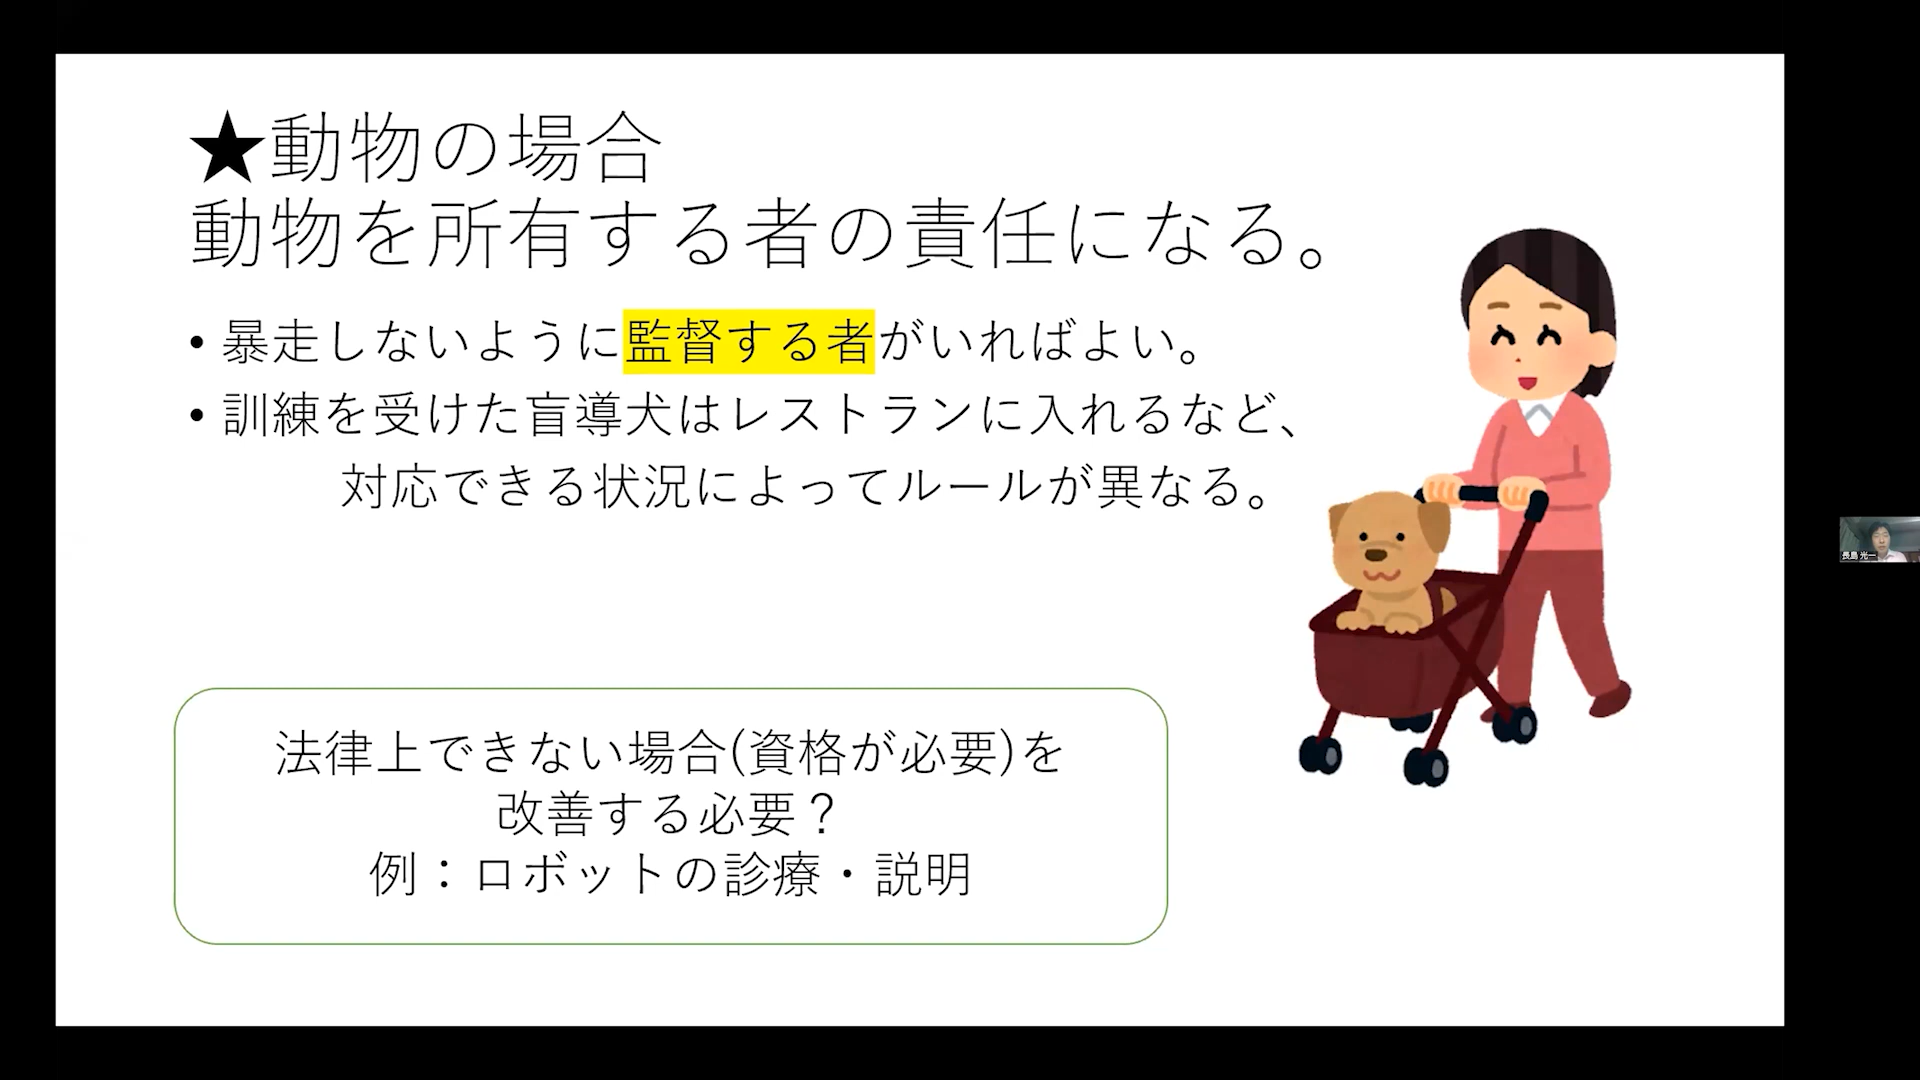 ★動物の場合
動物を所有する者の責任になる。
• 暴走しないように監督する者がいればよい。
• 訓練を受けた盲導犬はレストランに入れるなど、
対応できる状況によってルールが異なる。
法律上できない場合(資格が必要)を
改善する必要？
例：ロボットの診療・説明
長島 光一